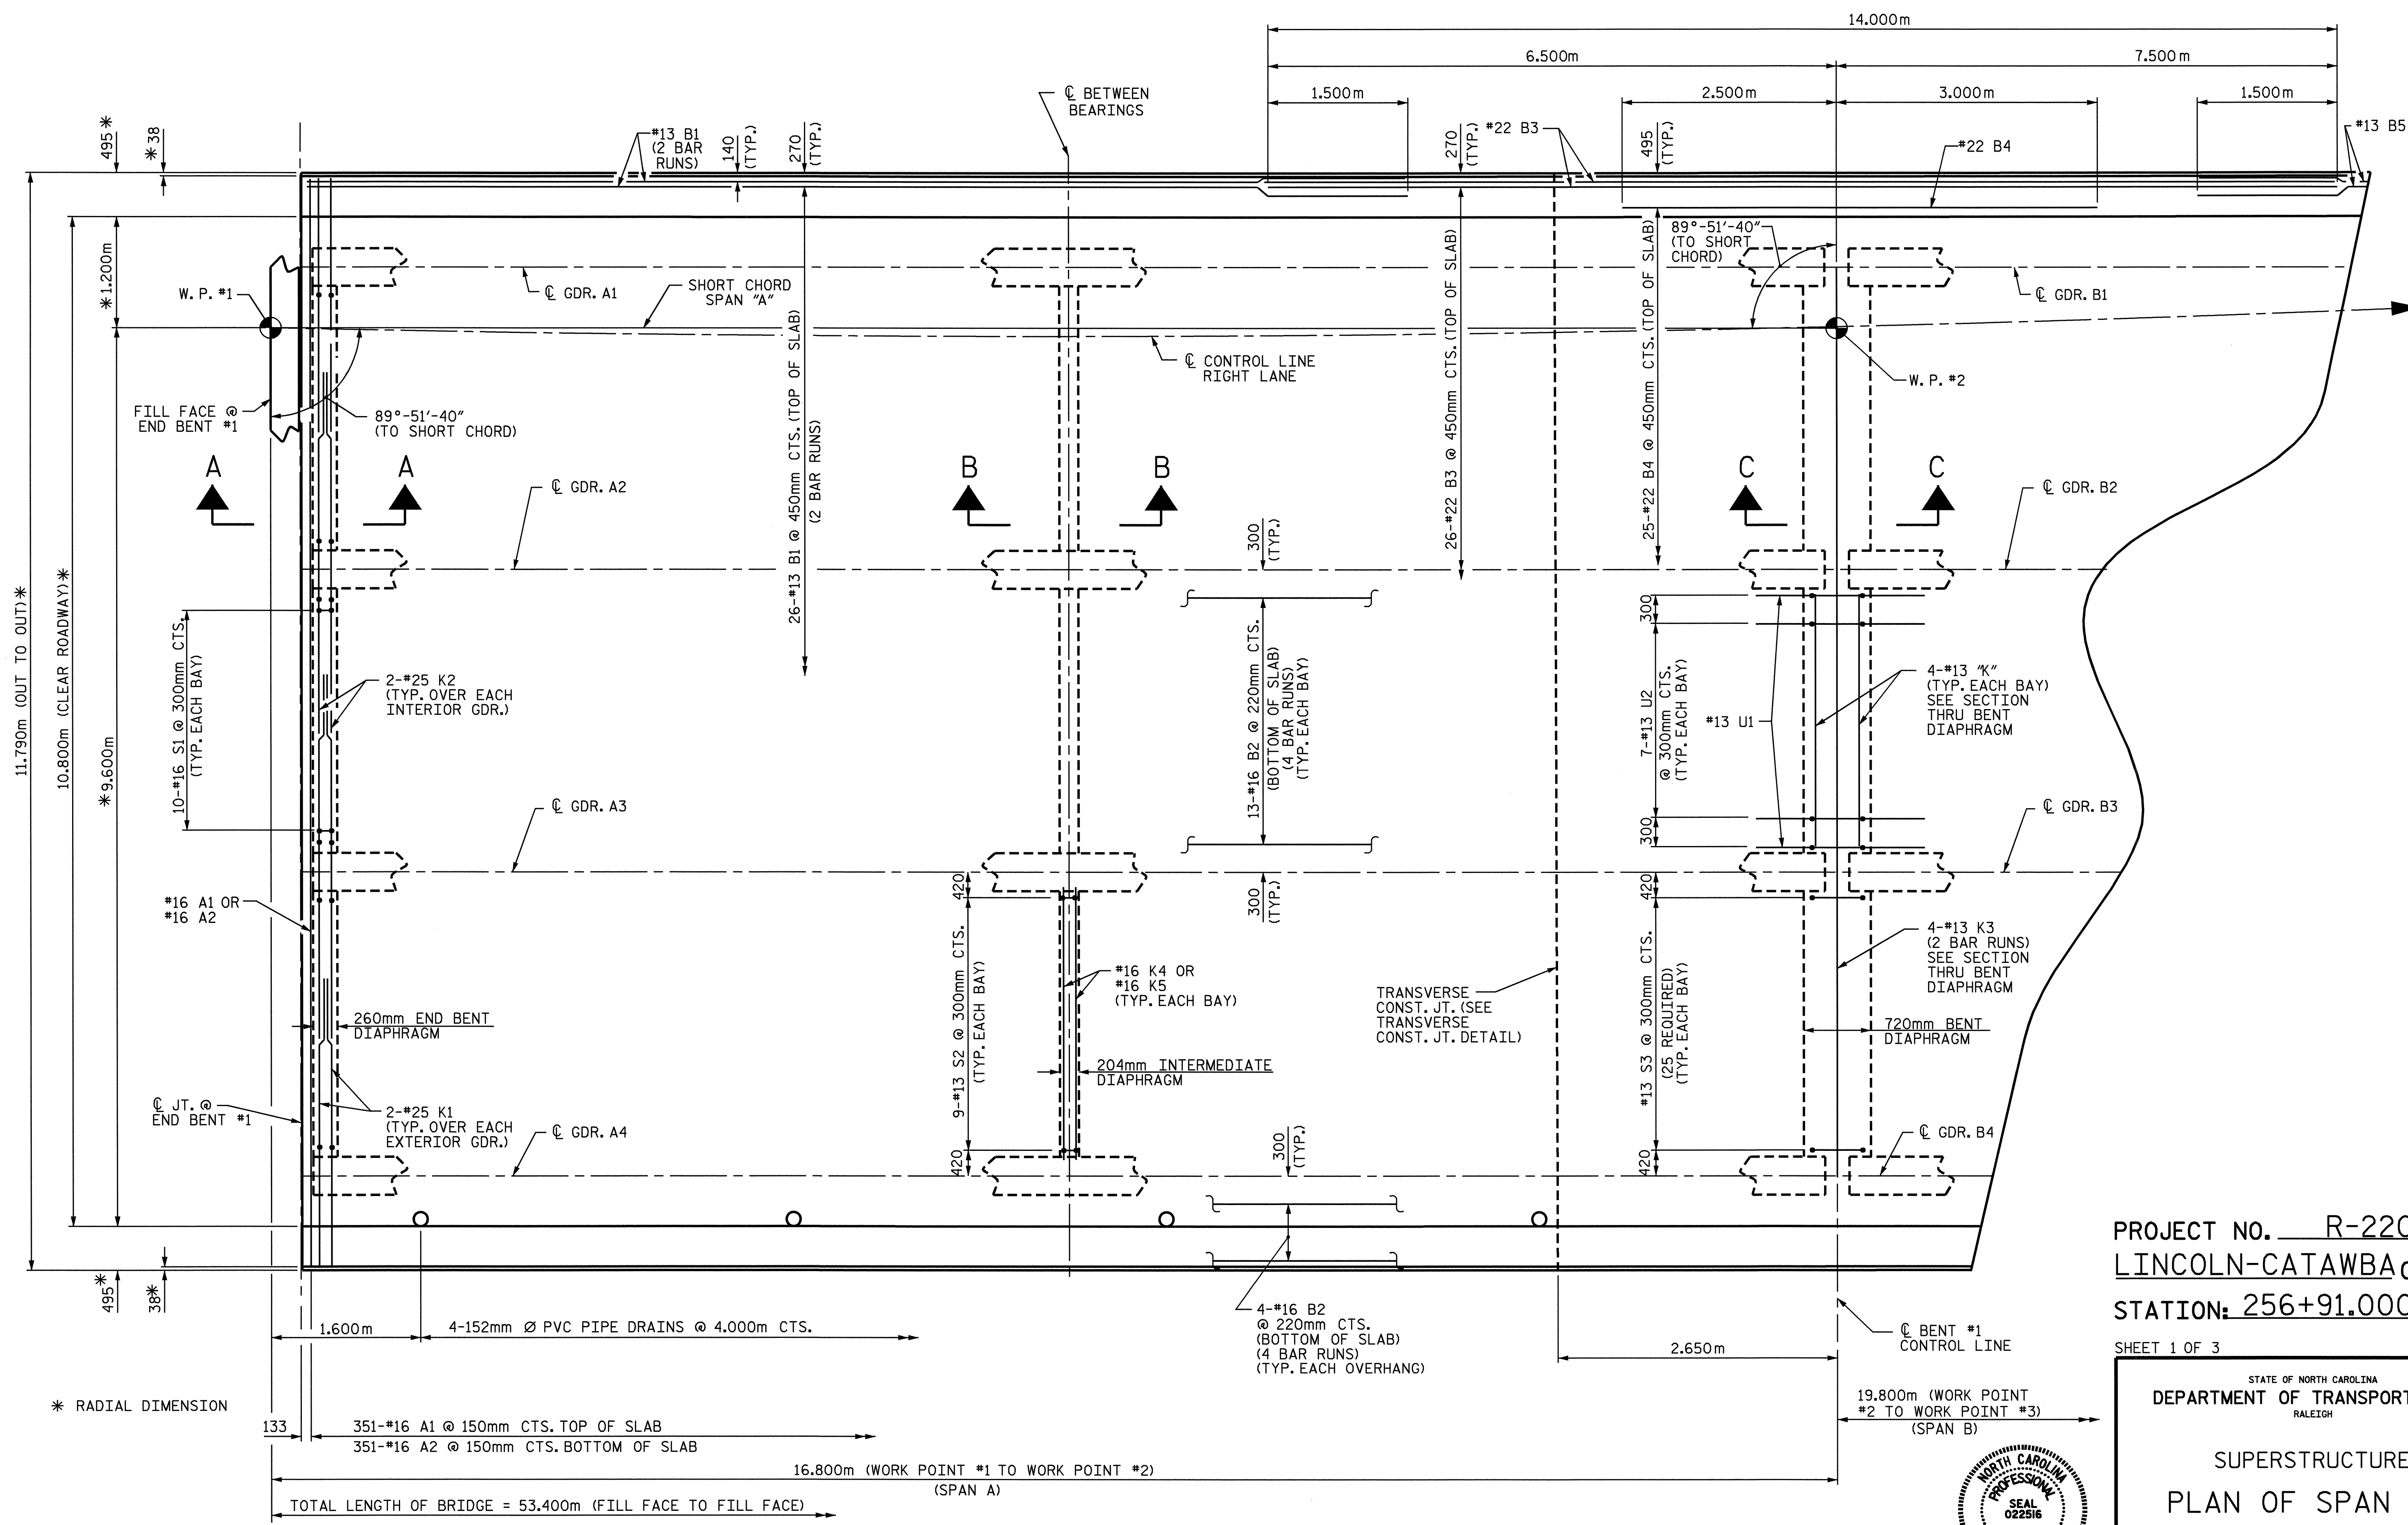 14.000m
6.500m
7.500m
1.500m
2.500m
3.000m
1.500m
℄ BETWEEN
BEARINGS
495 *
* 38
#13 B1
(2 BAR
RUNS)
140
(TYP.)
270
(TYP.)
270
(TYP.)
#22 B3
495
(TYP.)
#22 B4
#13 B5
* 1.200m
W.P. #1
℄ GDR. A1
SHORT CHORD
SPAN "A"
89°-51'-40"
(TO SHORT
CHORD)
℄ GDR. B1
℄ CONTROL LINE
RIGHT LANE
W.P. #2
FILL FACE @
END BENT #1
89°-51'-40"
(TO SHORT CHORD)
26-#13 B1 @ 450mm CTS. (TOP OF SLAB)
(2 BAR RUNS)
26-#22 B3 @ 450mm CTS. (TOP OF SLAB)
25-#22 B4 @ 450mm CTS. (TOP OF SLAB)
A
A
B
B
C
C
℄ GDR. A2
℄ GDR. B2
300
(TYP.)
11.790m (OUT TO OUT)*
10.800m (CLEAR ROADWAY)*
* 9.600m
10-#16 S1 @ 300mm CTS.
(TYP. EACH BAY)
2-#25 K2
(TYP. OVER EACH
INTERIOR GDR.)
13-#16 B2 @ 220mm CTS.
(BOTTOM OF SLAB)
(4 BAR RUNS)
(TYP. EACH BAY)
300
7-#13 U2
@ 300mm CTS.
(TYP. EACH BAY)
300
#13 U1
4-#13 "K"
(TYP. EACH BAY)
SEE SECTION
THRU BENT
DIAPHRAGM
℄ GDR. A3
℄ GDR. B3
#16 A1 OR
#16 A2
420
9-#13 S2 @ 300mm CTS.
(TYP. EACH BAY)
420
300
(TYP.)
420
#13 S3 @ 300mm CTS.
(25 REQUIRED)
(TYP. EACH BAY)
420
4-#13 K3
(2 BAR RUNS)
SEE SECTION
THRU BENT
DIAPHRAGM
#16 K4 OR
#16 K5
(TYP. EACH BAY)
TRANSVERSE
CONST. JT. (SEE
TRANSVERSE
CONST. JT. DETAIL)
260mm END BENT
DIAPHRAGM
720mm BENT
DIAPHRAGM
204mm INTERMEDIATE
DIAPHRAGM
℄ JT. @
END BENT #1
2-#25 K1
(TYP. OVER EACH
EXTERIOR GDR.)
℄ GDR. A4
300
(TYP.)
℄ GDR. B4
495*
38*
1.600m
4-152mm Ø PVC PIPE DRAINS @ 4.000m CTS.
4-#16 B2
@ 220mm CTS.
(BOTTOM OF SLAB)
(4 BAR RUNS)
(TYP. EACH OVERHANG)
2.650m
℄ BENT #1
CONTROL LINE
* RADIAL DIMENSION
133
351-#16 A1 @ 150mm CTS. TOP OF SLAB
351-#16 A2 @ 150mm CTS. BOTTOM OF SLAB
19.800m (WORK POINT
#2 TO WORK POINT #3)
(SPAN B)
16.800m (WORK POINT #1 TO WORK POINT #2)
(SPAN A)
TOTAL LENGTH OF BRIDGE = 53.400m (FILL FACE TO FILL FACE)
PROJECT NO. R-220
LINCOLN-CATAWBA
STATION: 256+91.000
SHEET 1 OF 3
STATE OF NORTH CAROLINA
DEPARTMENT OF TRANSPORT
RALEIGH
SUPERSTRUCTURE
PLAN OF SPAN
NORTH CAROLINA
PROFESSIONAL
SEAL
022516